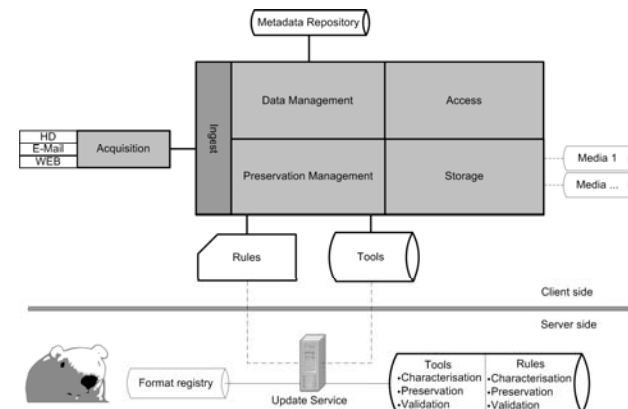 Metadata Repository
Data Management
Access
Ingest
HD
E-Mail
WEB
Acquisition
Preservation Management
Storage
Media 1
Media ...
Rules
Tools
Client side
Server side
Format registry
Update Service
Tools
•Characterisation
•Preservation
•Validation
Rules
•Characterisation
•Preservation
•Validation